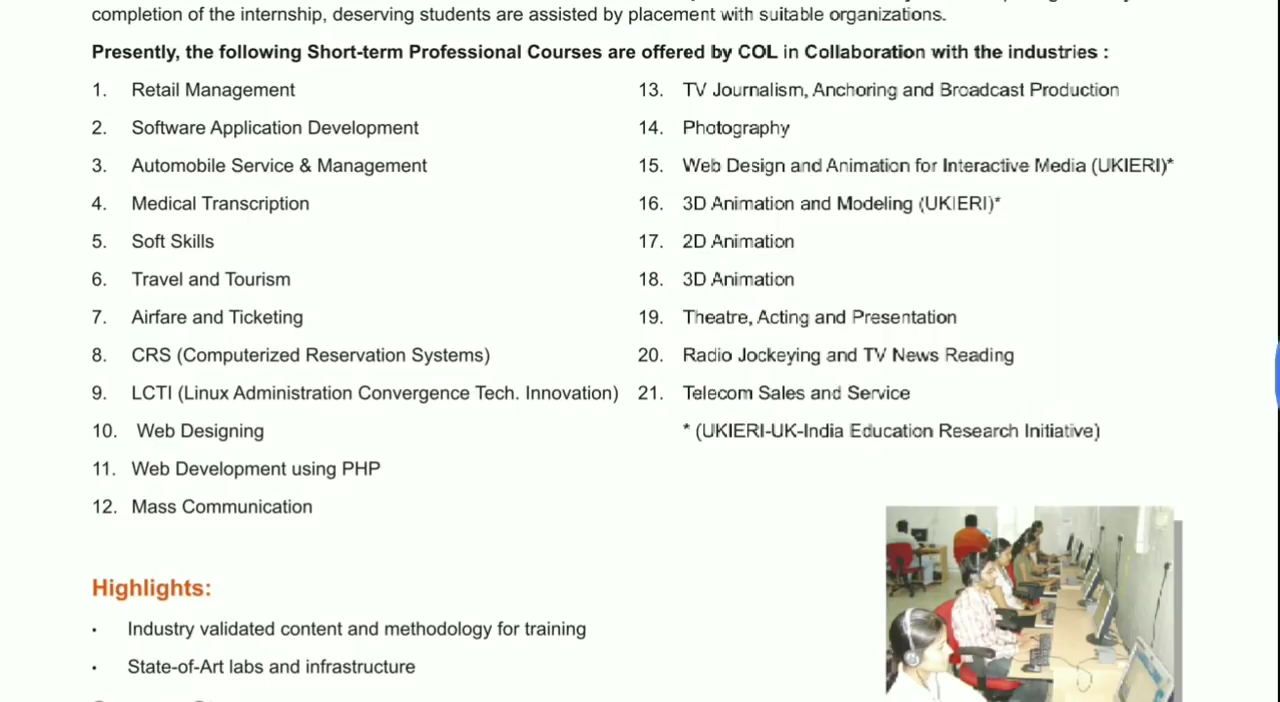 completion of the internship, deserving students are assisted by placement with suitable organizations.
Presently, the following Short-term Professional Courses are offered by COL in Collaboration with the industries :
1. Retail Management
2. Software Application Development
3. Automobile Service & Management
4. Medical Transcription
5. Soft Skills
6. Travel and Tourism
7. Airfare and Ticketing
8. CRS (Computerized Reservation Systems)
9. LCTI (Linux Administration Convergence Tech. Innovation)
10. Web Designing
11. Web Development using PHP
12. Mass Communication
13. TV Journalism, Anchoring and Broadcast Production
14. Photography
15. Web Design and Animation for Interactive Media (UKIERI)*
16. 3D Animation and Modeling (UKIERI)*
17. 2D Animation
18. 3D Animation
19. Theatre, Acting and Presentation
20. Radio Jockeying and TV News Reading
21. Telecom Sales and Service
* (UKIERI-UK-India Education Research Initiative)
Highlights:
· Industry validated content and methodology for training
· State-of-Art labs and infrastructure